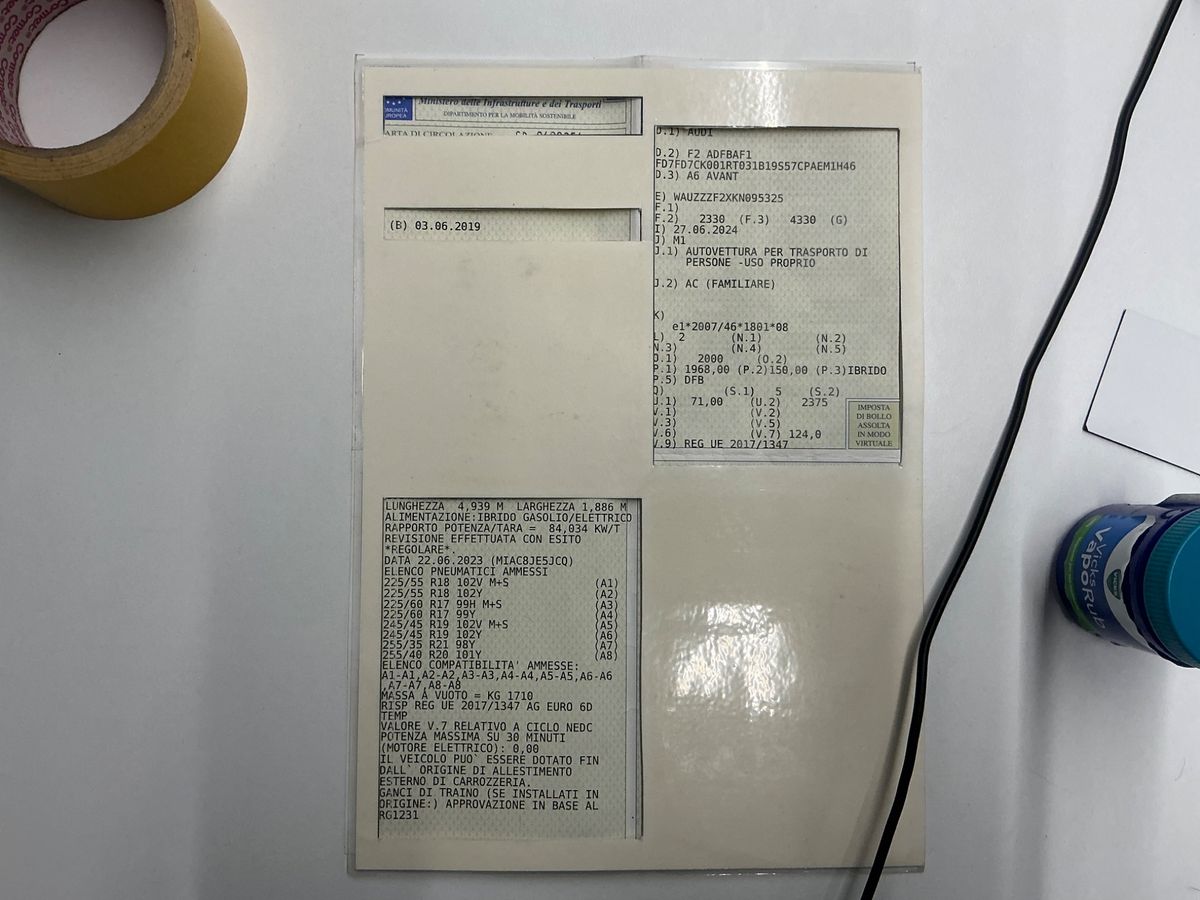 Cormet
Cormet
Cormet
MUNITÀ
UROPEA
Ministero delle Infrastrutture e dei Trasporti
DIPARTIMENTO PER LA MOBILITÀ SOSTENIBILE
ARTA DI CIRCOLAZIONE
(B) 03.06.2019
LUNGHEZZA 4,939 M LARGHEZZA 1,886 M
ALIMENTAZIONE:IBRIDO GASOLIO/ELETTRICO
RAPPORTO POTENZA/TARA = 84,034 KW/T
REVISIONE EFFETTUATA CON ESITO
*REGOLARE*.
DATA 22.06.2023 (MIAC8JE5JCQ)
ELENCO PNEUMATICI AMMESSI
225/55 R18 102V M+S (A1)
225/55 R18 102Y (A2)
225/60 R17 99H M+S (A3)
225/60 R17 99Y (A4)
245/45 R19 102V M+S (A5)
245/45 R19 102Y (A6)
255/35 R21 98Y (A7)
255/40 R20 101Y (A8)
ELENCO COMPATIBILITA' AMMESSE:
A1-A1,A2-A2,A3-A3,A4-A4,A5-A5,A6-A6
,A7-A7,A8-A8
MASSA A VUOTO = KG 1710
RISP REG UE 2017/1347 AG EURO 6D
TEMP
VALORE V.7 RELATIVO A CICLO NEDC
POTENZA MASSIMA SU 30 MINUTI
(MOTORE ELETTRICO): 0,00
IL VEICOLO PUO` ESSERE DOTATO FIN
DALL` ORIGINE DI ALLESTIMENTO
ESTERNO DI CARROZZERIA.
GANCI DI TRAINO (SE INSTALLATI IN
ORIGINE:) APPROVAZIONE IN BASE AL
RG1231
D.1) AUDI
D.2) F2 ADFBAF1
FD7FD7CK001RT031B19S57CPAEM1H46
D.3) A6 AVANT
E) WAUZZZF2XKN095325
F.1)
F.2) 2330 (F.3) 4330 (G)
I) 27.06.2024
J) M1
J.1) AUTOVETTURA PER TRASPORTO DI
PERSONE -USO PROPRIO
J.2) AC (FAMILIARE)
K)
e1*2007/46*1801*08
L) 2 (N.1) (N.2)
N.3) (N.4) (N.5)
O.1) 2000 (O.2)
P.1) 1968,00 (P.2)150,00 (P.3)IBRIDO
P.5) DFB
Q) (S.1) 5 (S.2)
U.1) 71,00 (U.2) 2375
V.1) (V.2)
V.3) (V.5)
V.6) (V.7) 124,0
V.9) REG UE 2017/1347
IMPOSTA
DI BOLLO
ASSOLTA
IN MODO
VIRTUALE
VICKS
Vicks
VapoRub